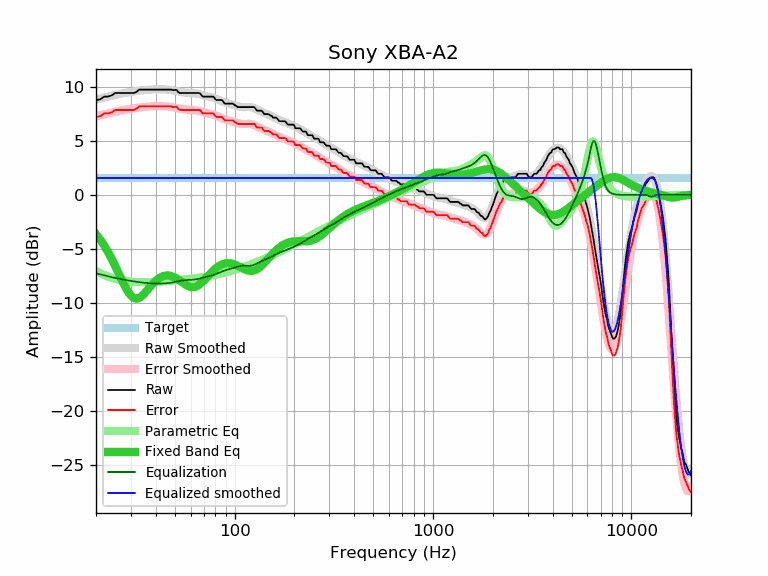 Sony XBA-A2
Amplitude (dBr)
10
5
0
−5
−10
−15
−20
−25
Target
Raw Smoothed
Error Smoothed
Raw
Error
Parametric Eq
Fixed Band Eq
Equalization
Equalized smoothed
100
1000
10000
Frequency (Hz)